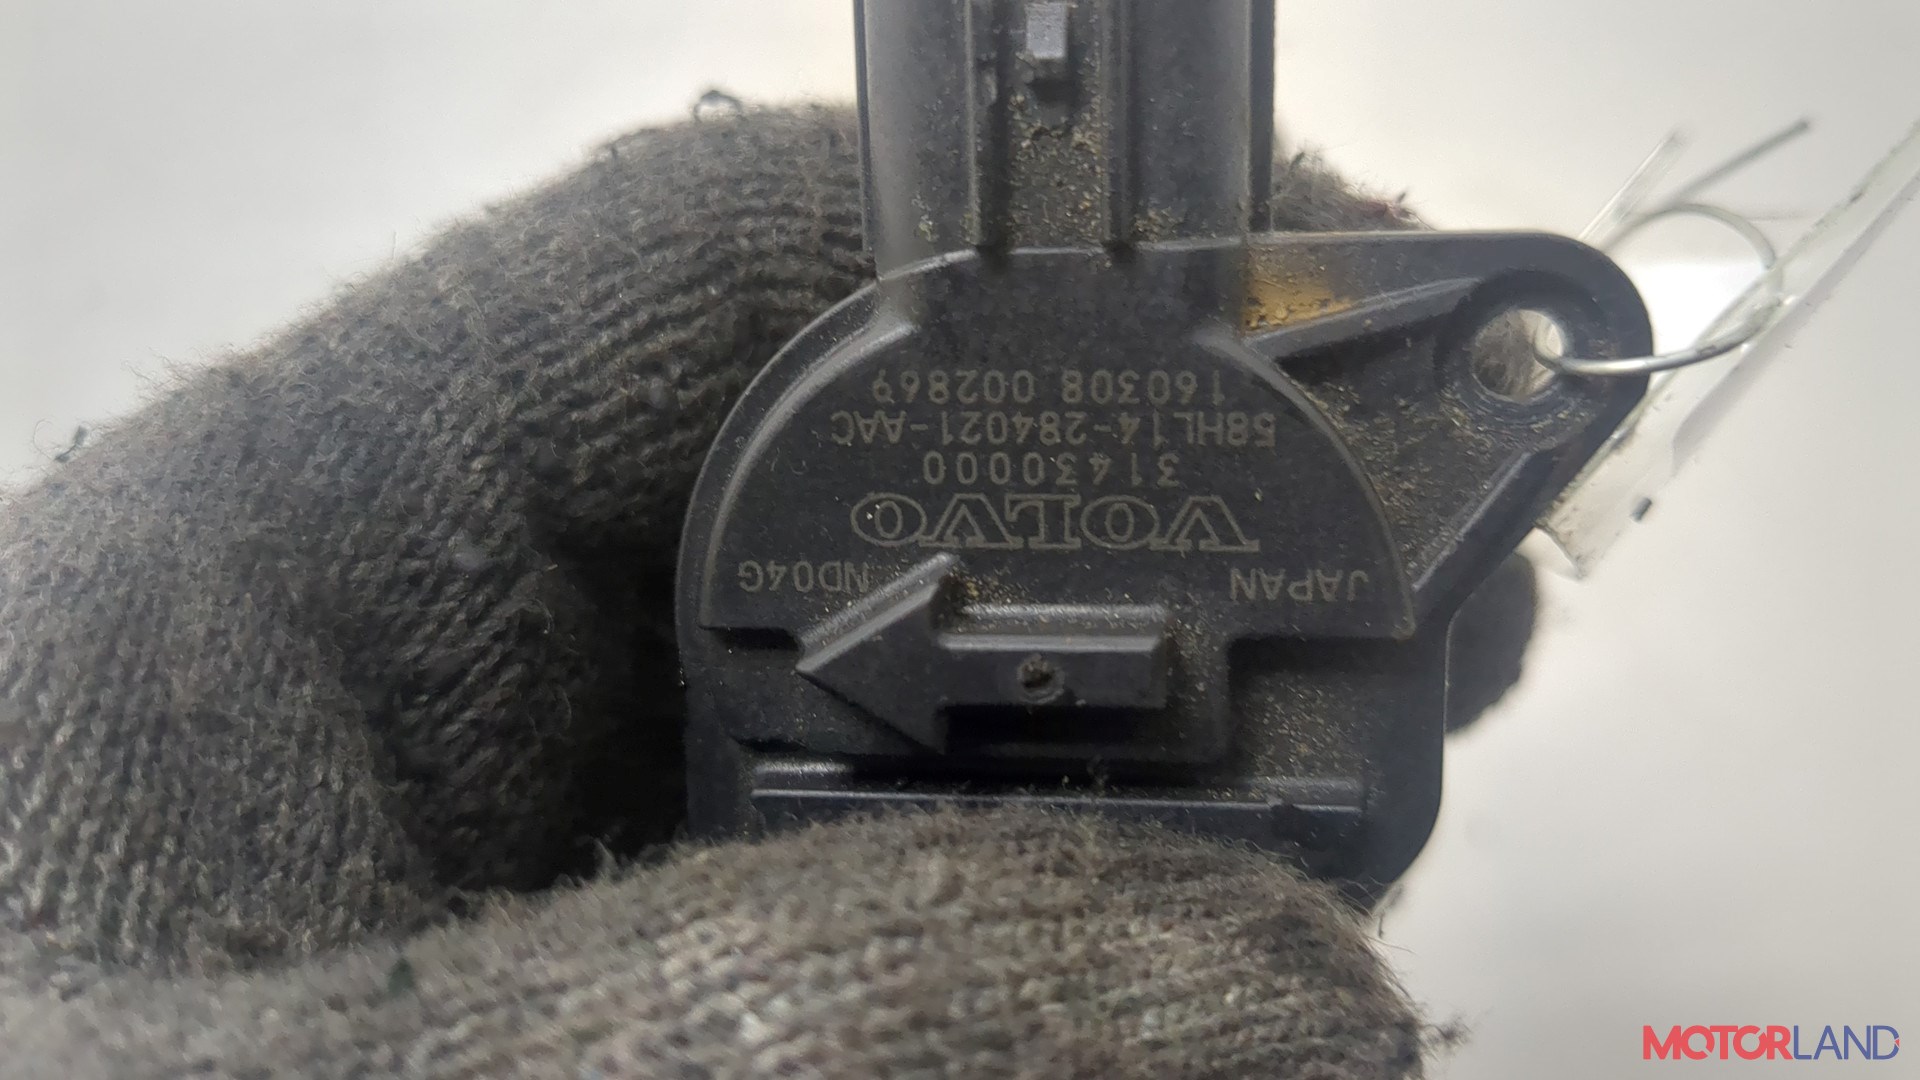 JAPAN ND04G
VOLVO
31430000
58HL14-284021-AAC
160308 002869
MOTORLAND